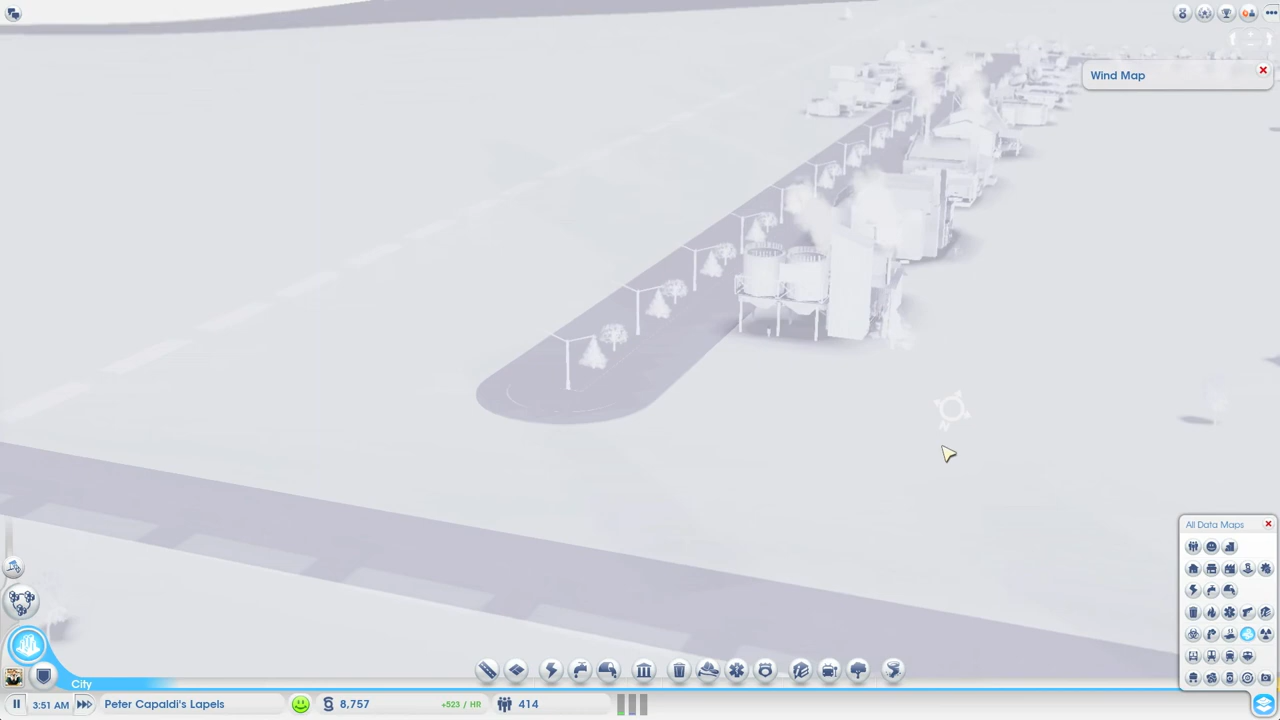 Wind Map
N
All Data Maps
City
3:51 AM
Peter Capaldi's Lapels
8,757
+523 / HR
414